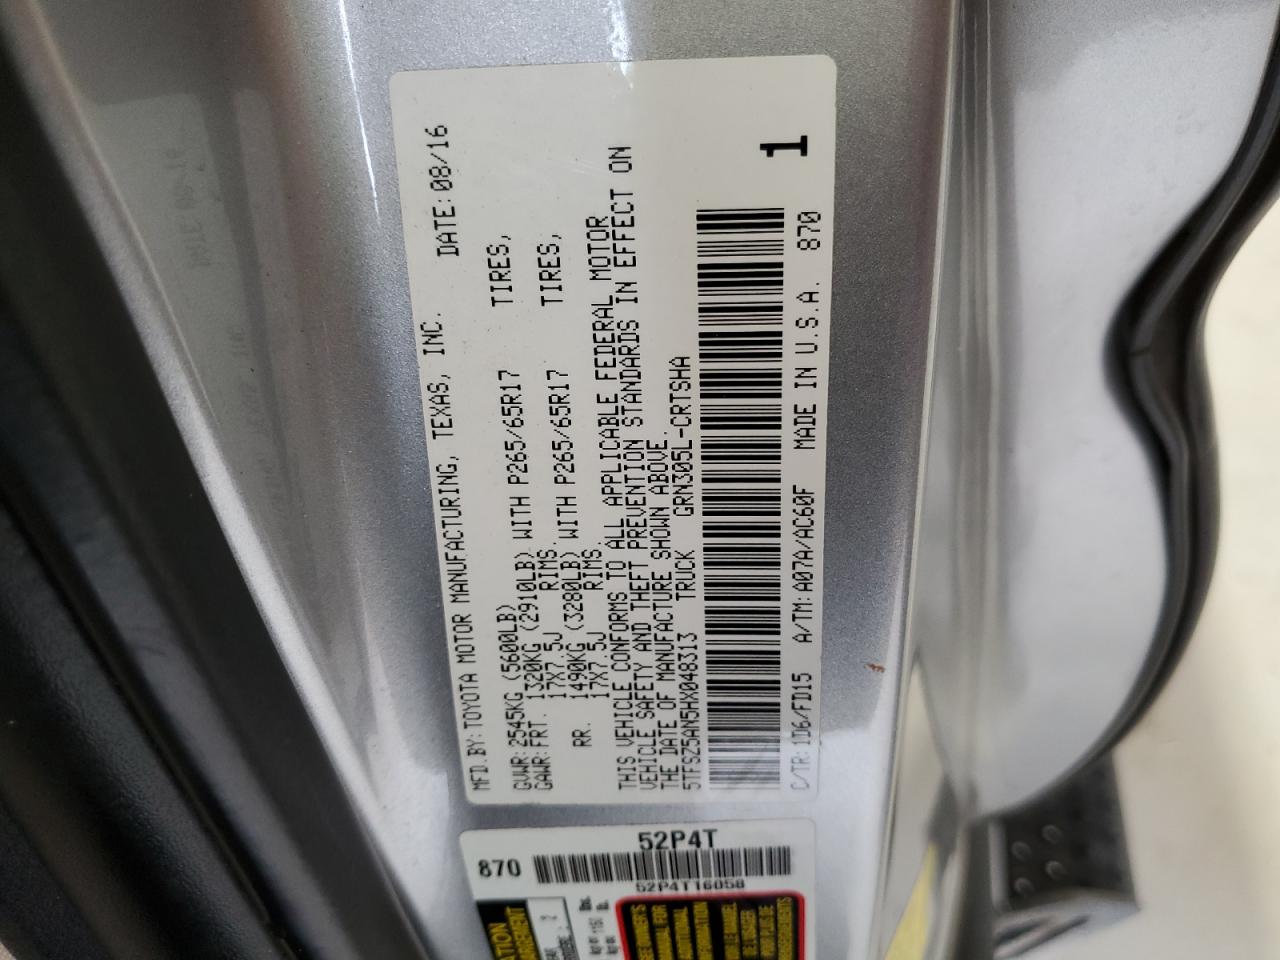 MFD.BY:TOYOTA MOTOR MANUFACTURING, TEXAS, INC. DATE:08/16
GVWR:2545KG (5600LB)
GAWR:FRT. 1320KG (2910LB) WITH P265/65R17 TIRES,
17X7.5J RIMS,
RR. 1490KG (3280LB) WITH P265/65R17 TIRES,
17X7.5J RIMS
THIS VEHICLE CONFORMS TO ALL APPLICABLE FEDERAL MOTOR
VEHICLE SAFETY AND THEFT PREVENTION STANDARDS IN EFFECT ON
THE DATE OF MANUFACTURE SHOWN ABOVE.
5TFSZ5AN5HX048313 TRUCK GRN305L-CRTSHA
1
C/TR:1D6/FD15 A/TM:A07A/AC60F MADE IN U.S.A. 870
52P4T
870
52P4T16058